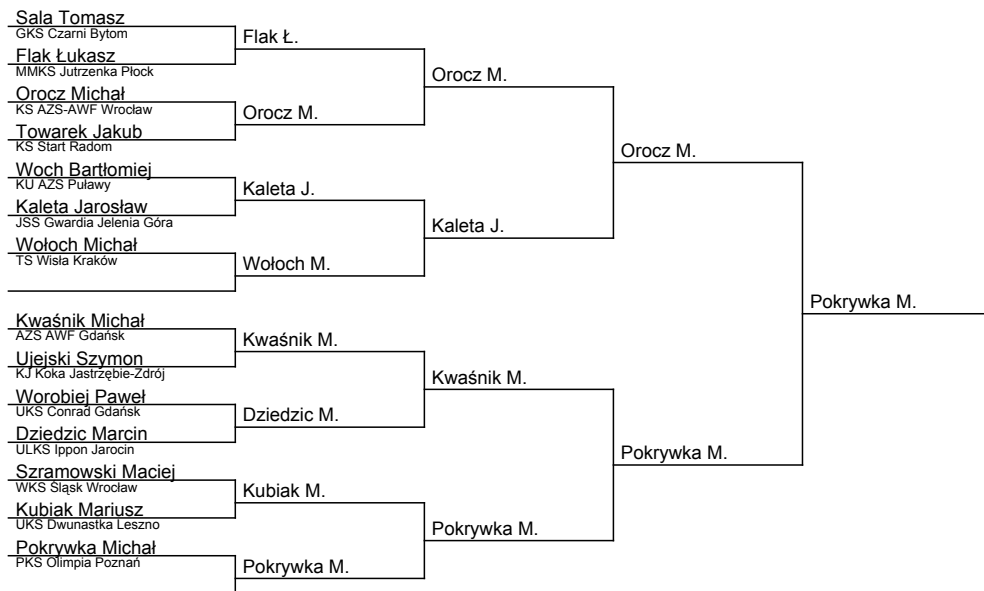 Sala Tomasz
GKS Czarni Bytom
Flak Łukasz
MMKS Jutrzenka Płock
Orocz Michał
KS AZS-AWF Wrocław
Towarek Jakub
KS Start Radom
Woch Bartłomiej
KU AZS Puławy
Kaleta Jarosław
JSS Gwardia Jelenia Góra
Wołoch Michał
TS Wisła Kraków
Kwaśnik Michał
AZS AWF Gdańsk
Ujejski Szymon
KJ Koka Jastrzębie-Zdrój
Worobiej Paweł
UKS Conrad Gdańsk
Dziedzic Marcin
ULKS Ippon Jarocin
Szramowski Maciej
WKS Śląsk Wrocław
Kubiak Mariusz
UKS Dwunastka Leszno
Pokrywka Michał
PKS Olimpia Poznań
Flak Ł.
Orocz M.
Kaleta J.
Wołoch M.
Kwaśnik M.
Dziedzic M.
Kubiak M.
Pokrywka M.
Orocz M.
Kaleta J.
Kwaśnik M.
Pokrywka M.
Orocz M.
Pokrywka M.
Pokrywka M.